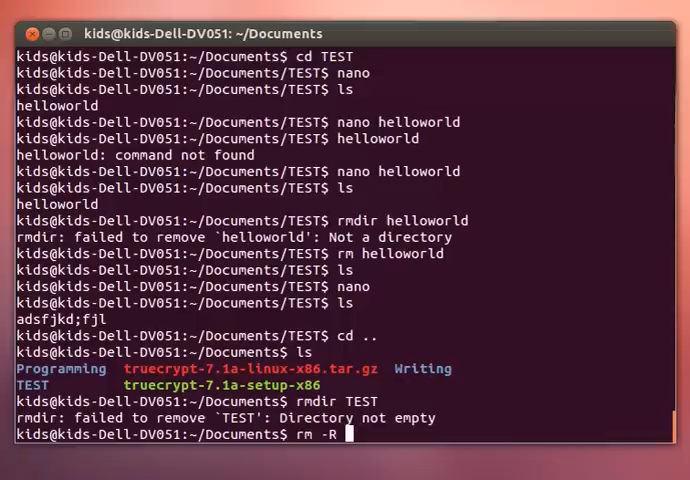 kids@kids-Dell-DV051: ~/Documents
kids@kids-Dell-DV051:~/Documents$ cd TEST
kids@kids-Dell-DV051:~/Documents/TEST$ nano
kids@kids-Dell-DV051:~/Documents/TEST$ ls
helloworld
kids@kids-Dell-DV051:~/Documents/TEST$ nano helloworld
kids@kids-Dell-DV051:~/Documents/TEST$ helloworld
helloworld: command not found
kids@kids-Dell-DV051:~/Documents/TEST$ nano helloworld
kids@kids-Dell-DV051:~/Documents/TEST$ ls
helloworld
kids@kids-Dell-DV051:~/Documents/TEST$ rmdir helloworld
rmdir: failed to remove `helloworld': Not a directory
kids@kids-Dell-DV051:~/Documents/TEST$ rm helloworld
kids@kids-Dell-DV051:~/Documents/TEST$ ls
kids@kids-Dell-DV051:~/Documents/TEST$ nano
kids@kids-Dell-DV051:~/Documents/TEST$ ls
adsfjkd;fjl
kids@kids-Dell-DV051:~/Documents/TEST$ cd ..
kids@kids-Dell-DV051:~/Documents$ ls
Programming  truecrypt-7.1a-linux-x86.tar.gz  Writing
TEST         truecrypt-7.1a-setup-x86
kids@kids-Dell-DV051:~/Documents$ rmdir TEST
rmdir: failed to remove `TEST': Directory not empty
kids@kids-Dell-DV051:~/Documents$ rm -R